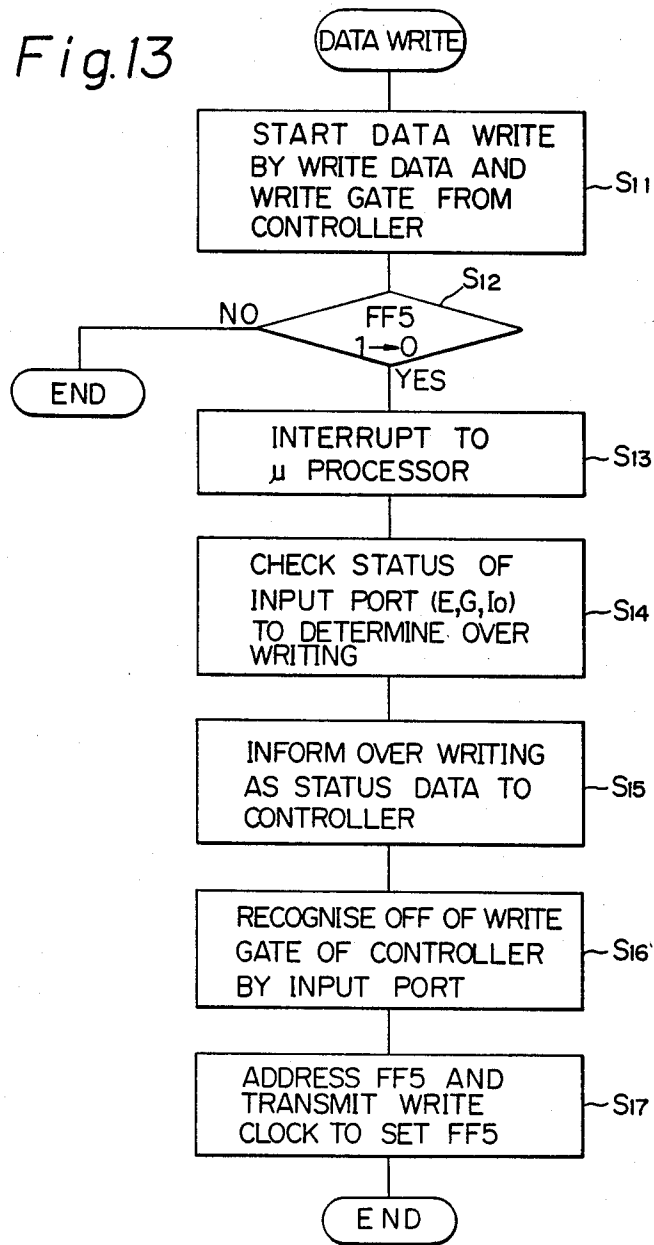 Fig.13
DATA WRITE
START DATA WRITE
BY WRITE DATA AND
WRITE GATE FROM
CONTROLLER
S11
S12
NO
FF5
1→0
YES
END
INTERRUPT TO
μ PROCESSOR
S13
CHECK STATUS OF
INPUT PORT (E,G,Io)
TO DETERMINE OVER
WRITING
S14
INFORM OVER WRITING
AS STATUS DATA TO
CONTROLLER
S15
RECOGNISE OFF OF WRITE
GATE OF CONTROLLER
BY INPUT PORT
S16
ADDRESS FF5 AND
TRANSMIT WRITE
CLOCK TO SET FF5
S17
END